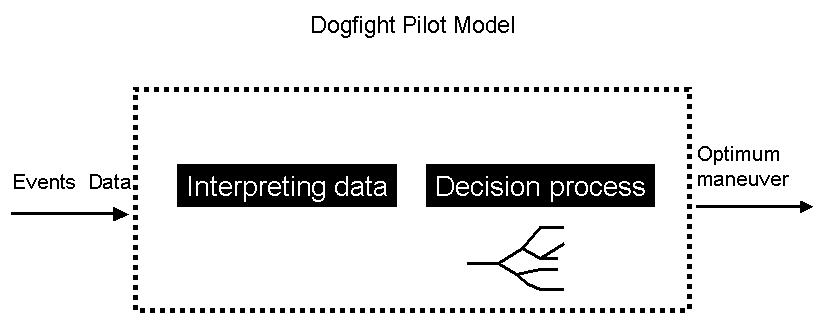 Dogfight Pilot Model
Events Data
Interpreting data
Decision process
Optimum
maneuver